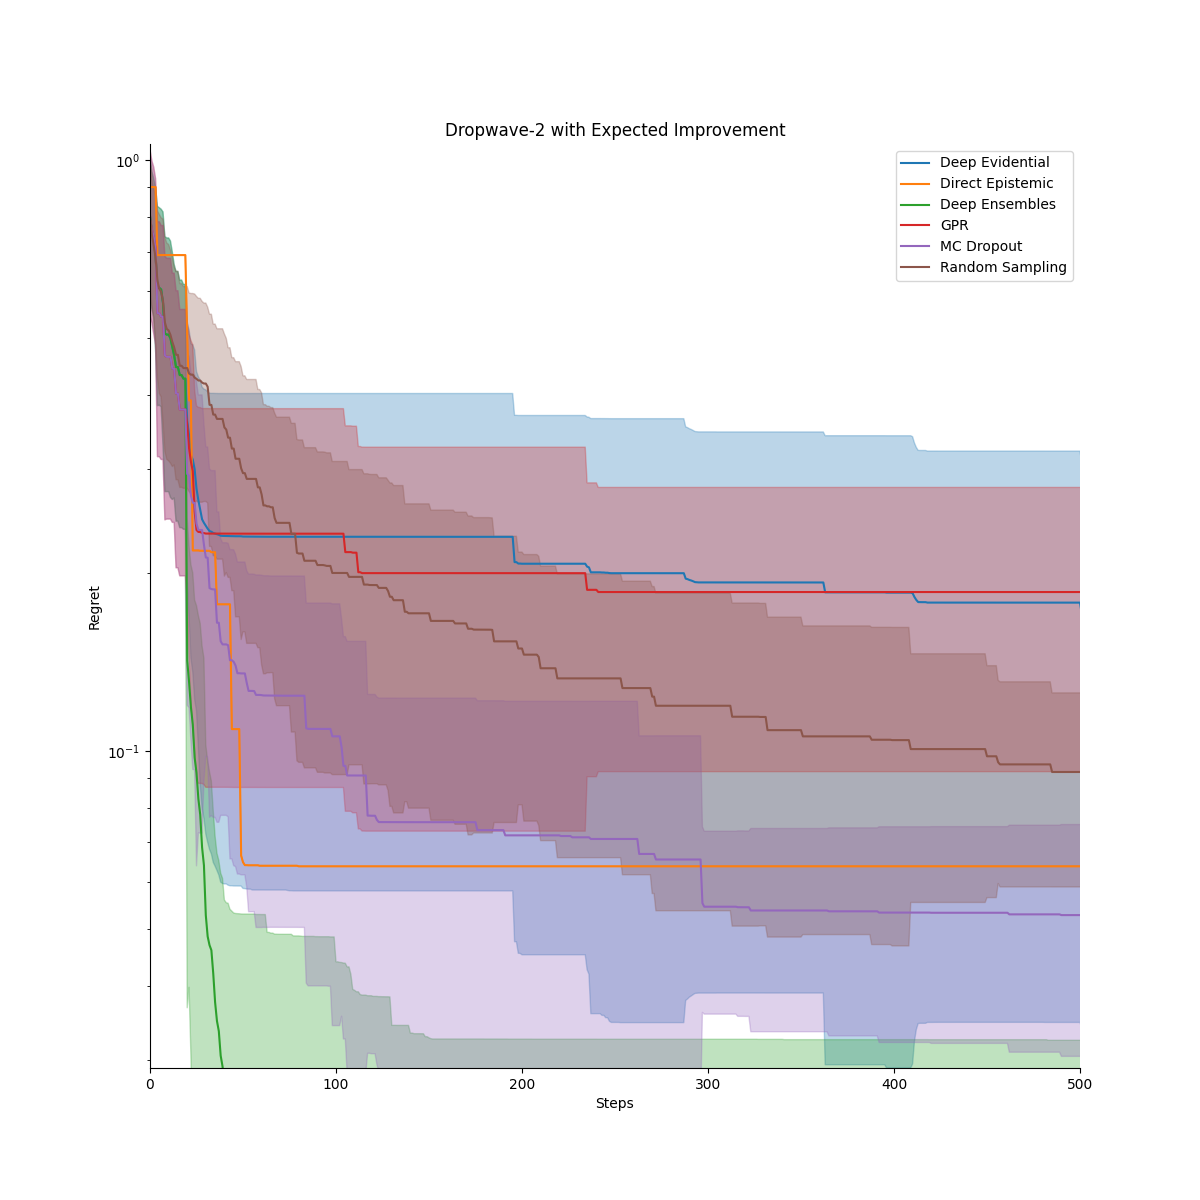 Dropwave-2 with Expected Improvement
Deep Evidential
Direct Epistemic
Deep Ensembles
GPR
MC Dropout
Random Sampling
10^0
10^-1
Regret
0 100 200 300 400 500
Steps